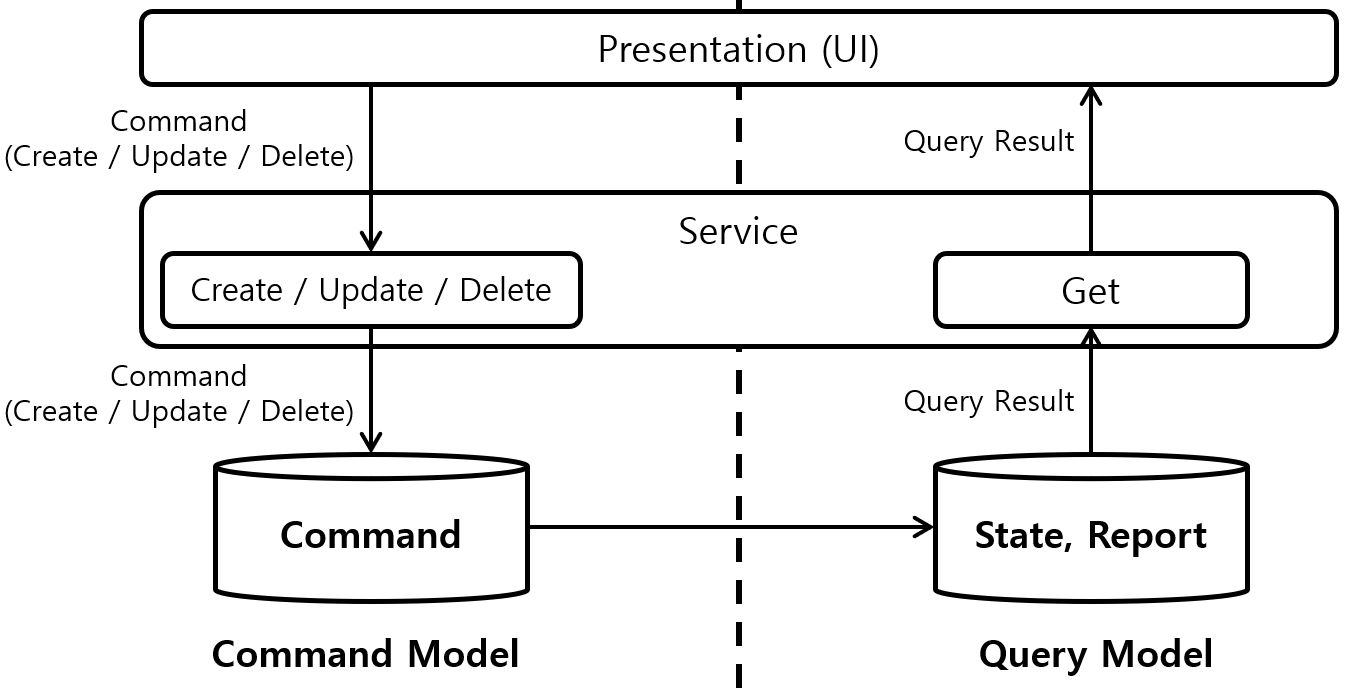 Presentation (UI)
Command
(Create / Update / Delete)
Query Result
Service
Create / Update / Delete
Get
Command
(Create / Update / Delete)
Query Result
Command
State, Report
Command Model
Query Model